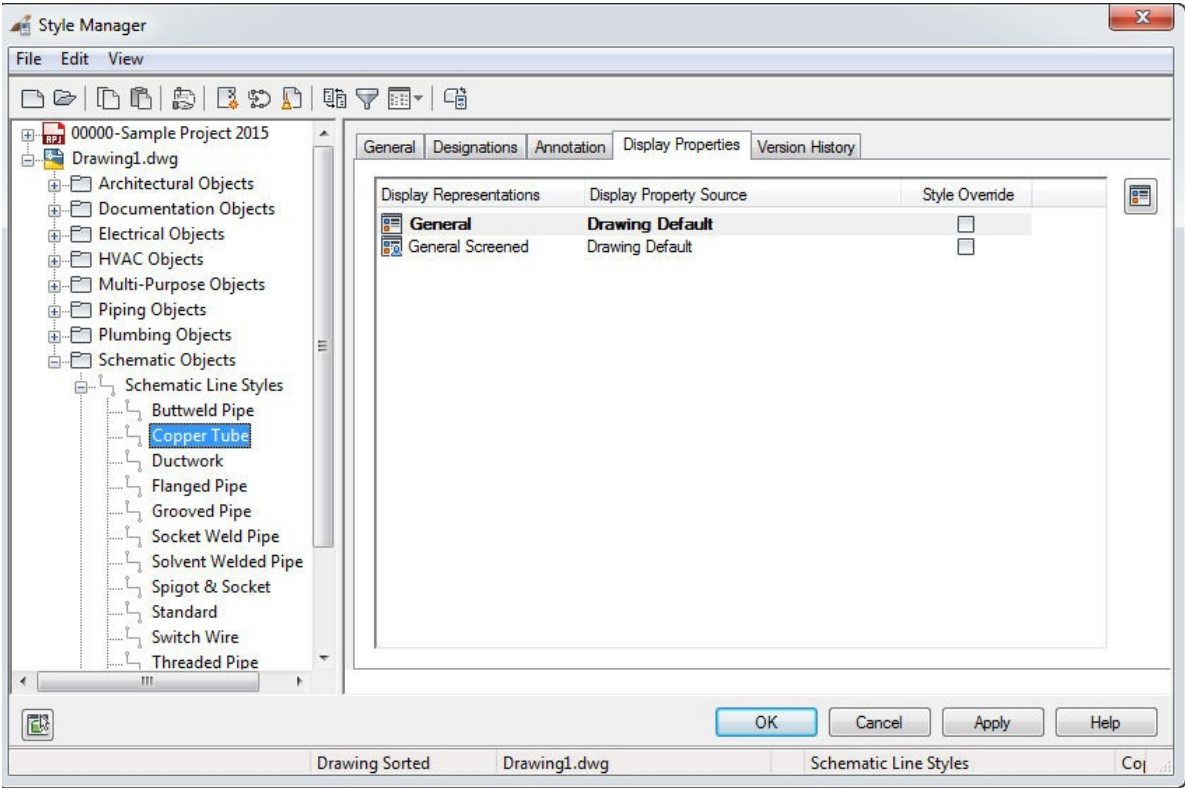 Style Manager
File Edit View
00000-Sample Project 2015
Drawing1.dwg
Architectural Objects
Documentation Objects
Electrical Objects
HVAC Objects
Multi-Purpose Objects
Piping Objects
Plumbing Objects
Schematic Objects
Schematic Line Styles
Buttweld Pipe
Copper Tube
Ductwork
Flanged Pipe
Grooved Pipe
Socket Weld Pipe
Solvent Welded Pipe
Spigot & Socket
Standard
Switch Wire
Threaded Pipe
General Designations Annotation Display Properties Version History
Display Representations Display Property Source Style Override
General Drawing Default
General Screened Drawing Default
OK Cancel Apply Help
Drawing Sorted Drawing1.dwg Schematic Line Styles